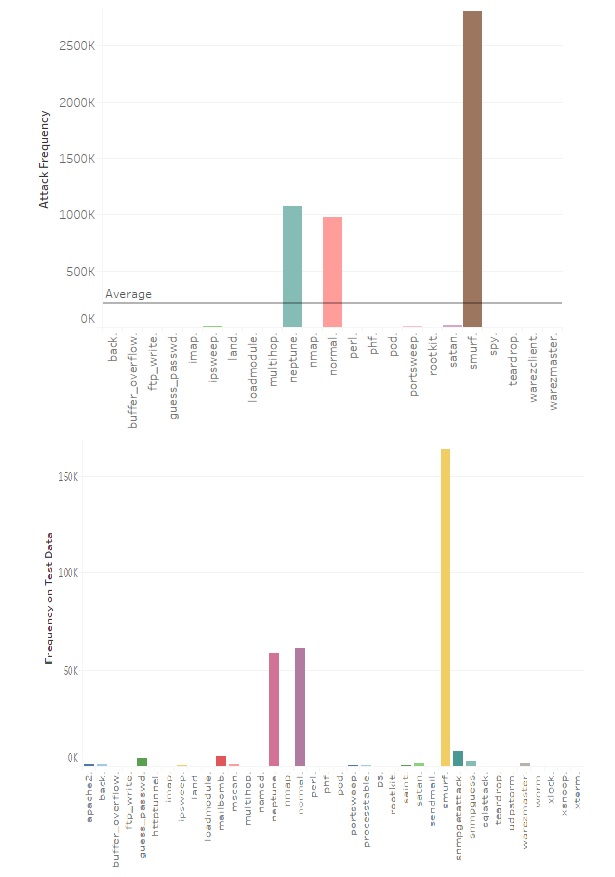 Attack Frequency
2500K
2000K
1500K
1000K
500K
0K
Average
back.
buffer_overflow.
ftp_write.
guess_passwd.
imap.
ipsweep.
land.
loadmodule.
multihop.
neptune.
nmap.
normal.
perl.
phf.
pod.
portsweep.
rootkit.
satan.
smurf.
spy.
teardrop.
warezclient.
warezmaster.
Frequency on Test Data
150K
100K
50K
0K
apache2.
back.
buffer_overflow.
ftp_write.
guess_passwd.
httptunnel.
imap.
ipsweep.
land.
loadmodule.
mailbomb.
mscan.
multihop.
named.
neptune.
nmap.
normal.
perl.
phf.
pod.
portsweep.
processtable.
ps.
rootkit.
saint.
satan.
sendmail.
smurf.
snmpgetattack.
snmpguess.
sqlattack.
teardrop.
udpstorm.
warezmaster.
worm.
xlock.
xsnoop.
xterm.